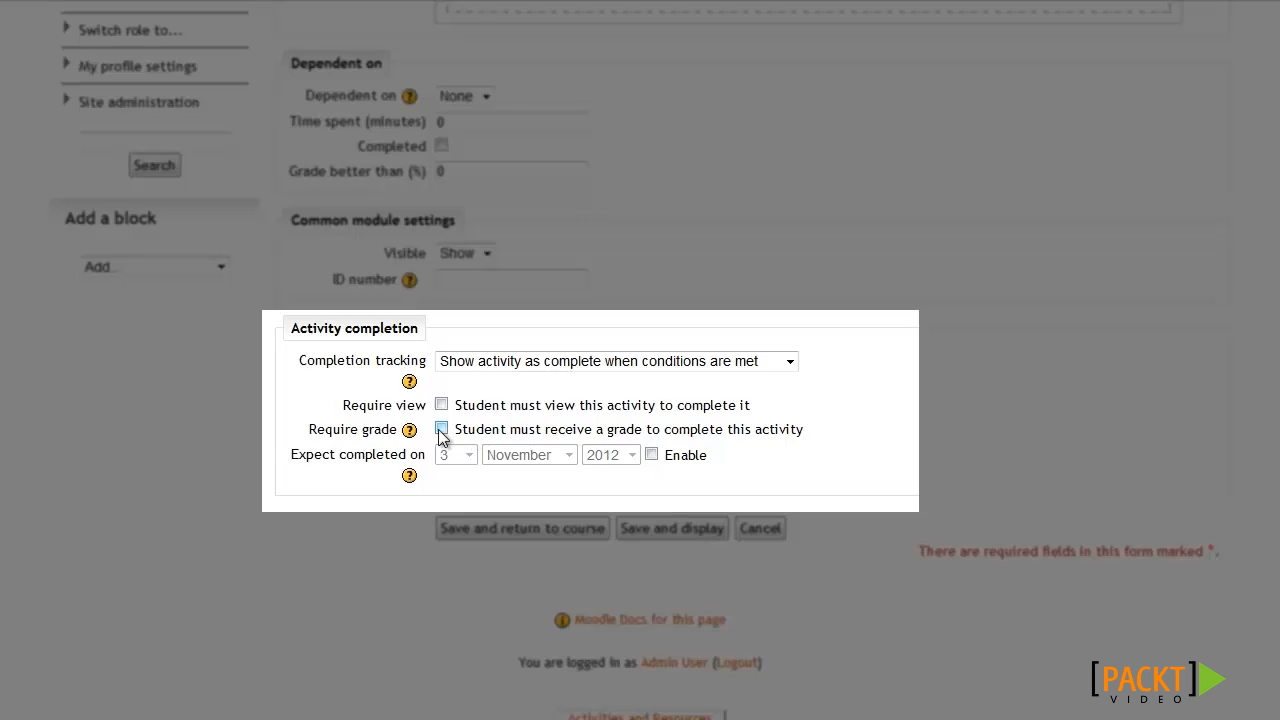 Switch role to...
My profile settings
Site administration
Search
Add a block
Add...
Dependent on
Dependent on ? None
Time spent (minutes) 0
Completed
Grade better than (%) 0
Common module settings
Visible Show
ID number ?
Activity completion
Completion tracking Show activity as complete when conditions are met
?
Require view Student must view this activity to complete it
Require grade ? Student must receive a grade to complete this activity
Expect completed on 3 November 2012 Enable
?
Save and return to course Save and display Cancel
There are required fields in this form marked *.
Moodle Docs for this page
You are logged in as Admin User (Logout)
Activities and Resources
[PACKT]
VIDEO